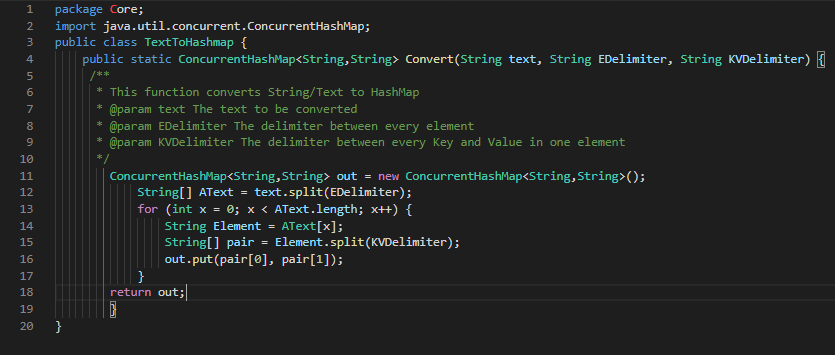 1 package Core;
2 import java.util.concurrent.ConcurrentHashMap;
3 public class TextToHashmap {
4     public static ConcurrentHashMap<String,String> Convert(String text, String EDelimiter, String KVDelimiter) {
5      /**
6       * This function converts String/Text to HashMap
7       * @param text The text to be converted
8       * @param EDelimiter The delimiter between every element
9       * @param KVDelimiter The delimiter between every Key and Value in one element
10       */
11         ConcurrentHashMap<String,String> out = new ConcurrentHashMap<String,String>();
12             String[] AText = text.split(EDelimiter);
13             for (int x = 0; x < AText.length; x++) {
14                 String Element = AText[x];
15                 String[] pair = Element.split(KVDelimiter);
16                 out.put(pair[0], pair[1]);
17             }
18         return out;
19         }
20 }